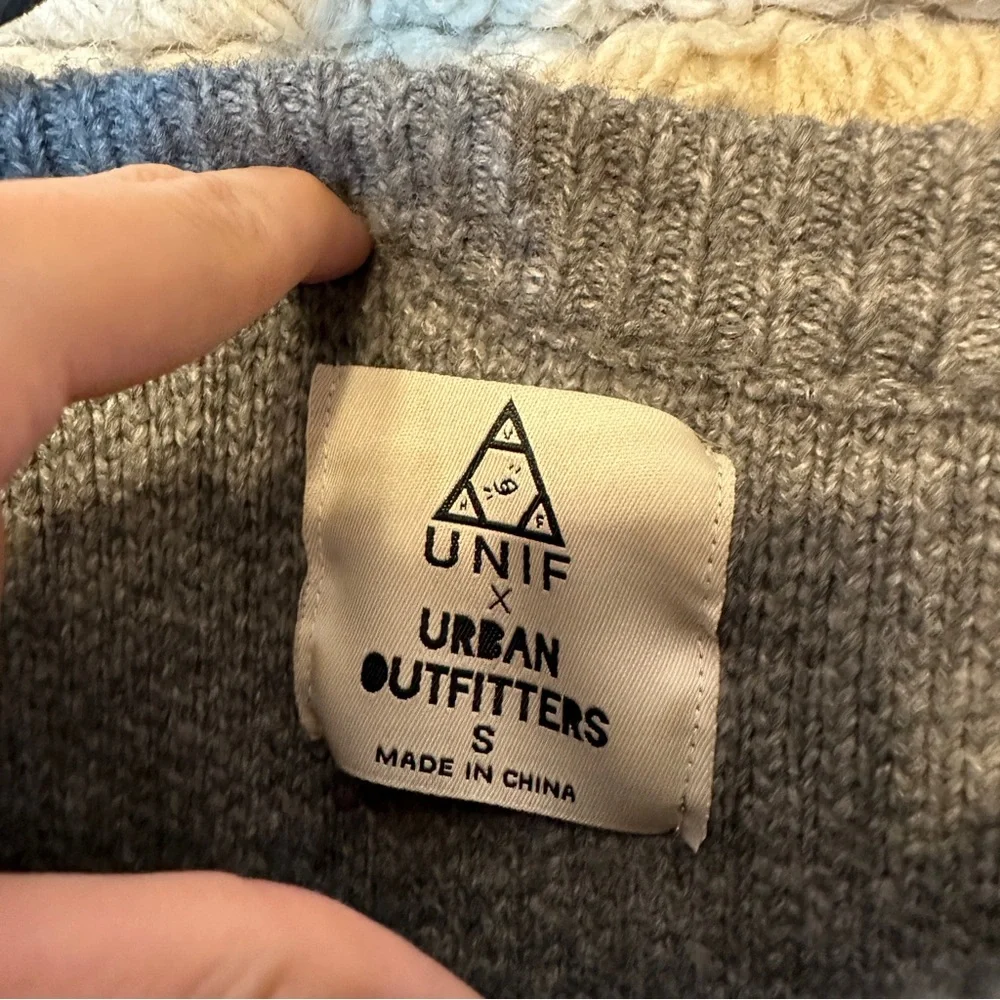 U
N F
UNIF
X
URBAN
OUTFITTERS
S
MADE IN CHINA